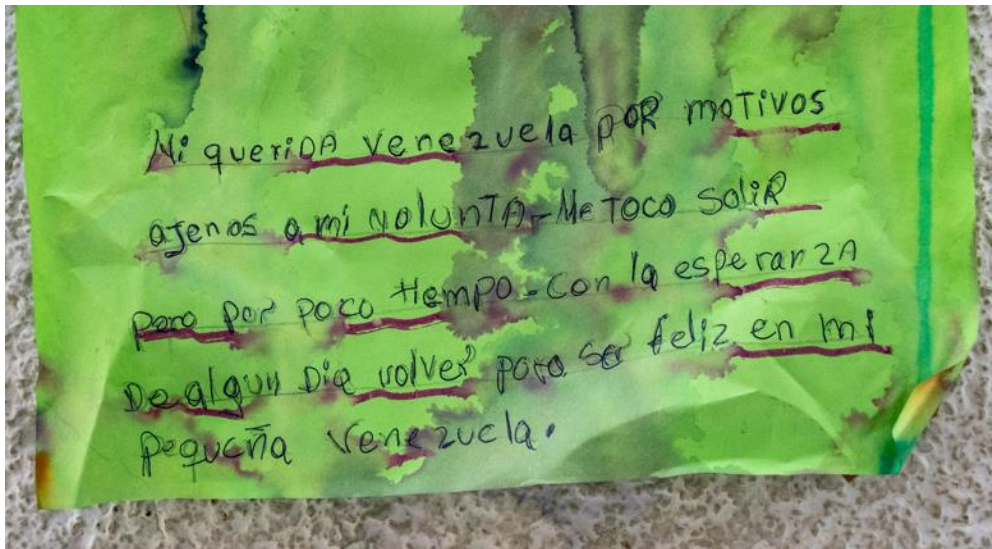 Mi queriDA Venezuela pOR moTivos
ajenos a mi volunTA-Me Toco SaliR
pero por poco tiempo-con la esperanzA
De algun Dia volver para ser feliz en mi
pequeña Venezuela.